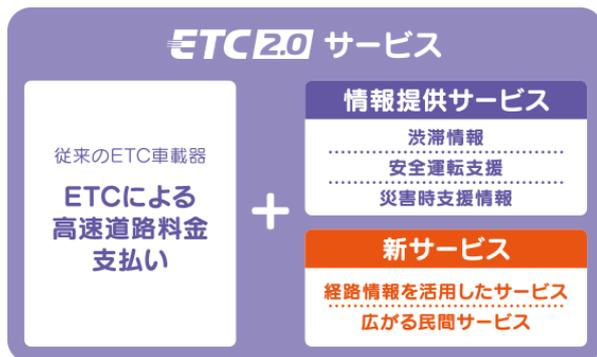 ETC2.0 サービス
従来のETC車載器
ETCによる
高速道路料金
支払い
+
情報提供サービス
渋滞情報
安全運転支援
災害時支援情報
新サービス
経路情報を活用したサービス
広がる民間サービス